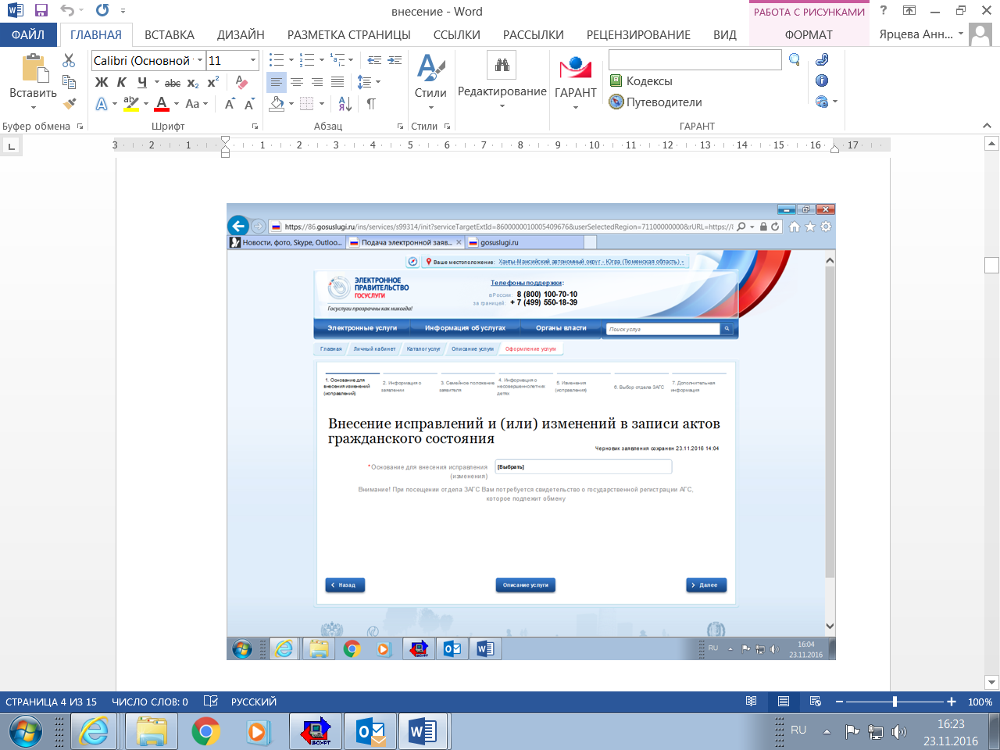 внесение - Word
РАБОТА С РИСУНКАМИ
ФАЙЛ ГЛАВНАЯ ВСТАВКА ДИЗАЙН РАЗМЕТКА СТРАНИЦЫ ССЫЛКИ РАССЫЛКИ РЕЦЕНЗИРОВАНИЕ ВИД ФОРМАТ Ярцева Анн...
Calibri (Основной 11
Вставить
Ж К Ч abc x₂ x²
Aa
Стили
Редактирование
ГАРАНТ
Кодексы
Путеводители
Буфер обмена Шрифт Абзац Стили ГАРАНТ
3 2 1 1 2 3 4 5 6 7 8 9 10 11 12 13 14 15 16 17
https://86.gosuslugi.ru/ins/services/s99314/init?serviceTargetExtId=8600000010005409676&userSelectedRegion=71100000000&rURL=https://l
Новости, фото, Skype, Outloo... Подача электронной заяв... gosuslugi.ru
Ваше местоположение: Ханты-Мансийский автономный округ - Югра (Тюменская область)
ЭЛЕКТРОННОЕ
ПРАВИТЕЛЬСТВО
ГОСУСЛУГИ
Госуслуги прозрачны как никогда!
Телефоны поддержки:
в России: 8 (800) 100-70-10
за границей: + 7 (499) 550-18-39
Электронные услуги Информация об услугах Органы власти Поиск услуг
Главная Личный кабинет Каталог услуг Описание услуги Оформление услуги
1. Основание для внесения изменений (исправлений)
2. Информация о заявлении
3. Семейное положение заявителя
4. Информация о несовершеннолетних детях
5. Изменения (исправления)
6. Выбор отдела ЗАГС
7. Дополнительная информация
Внесение исправлений и (или) изменений в записи актов
гражданского состояния
Черновик заявления сохранен 23.11.2016 14:04
*Основание для внесения исправления
(изменения)
[Выбрать]
Внимание! При посещении отдела ЗАГС Вам потребуется свидетельство о государственной регистрации АГС,
которое подлежит обмену
Назад Описание услуги Далее
RU 16:04
23.11.2016
СТРАНИЦА 4 ИЗ 15 ЧИСЛО СЛОВ: 0 РУССКИЙ 100%
RU 16:23
23.11.2016